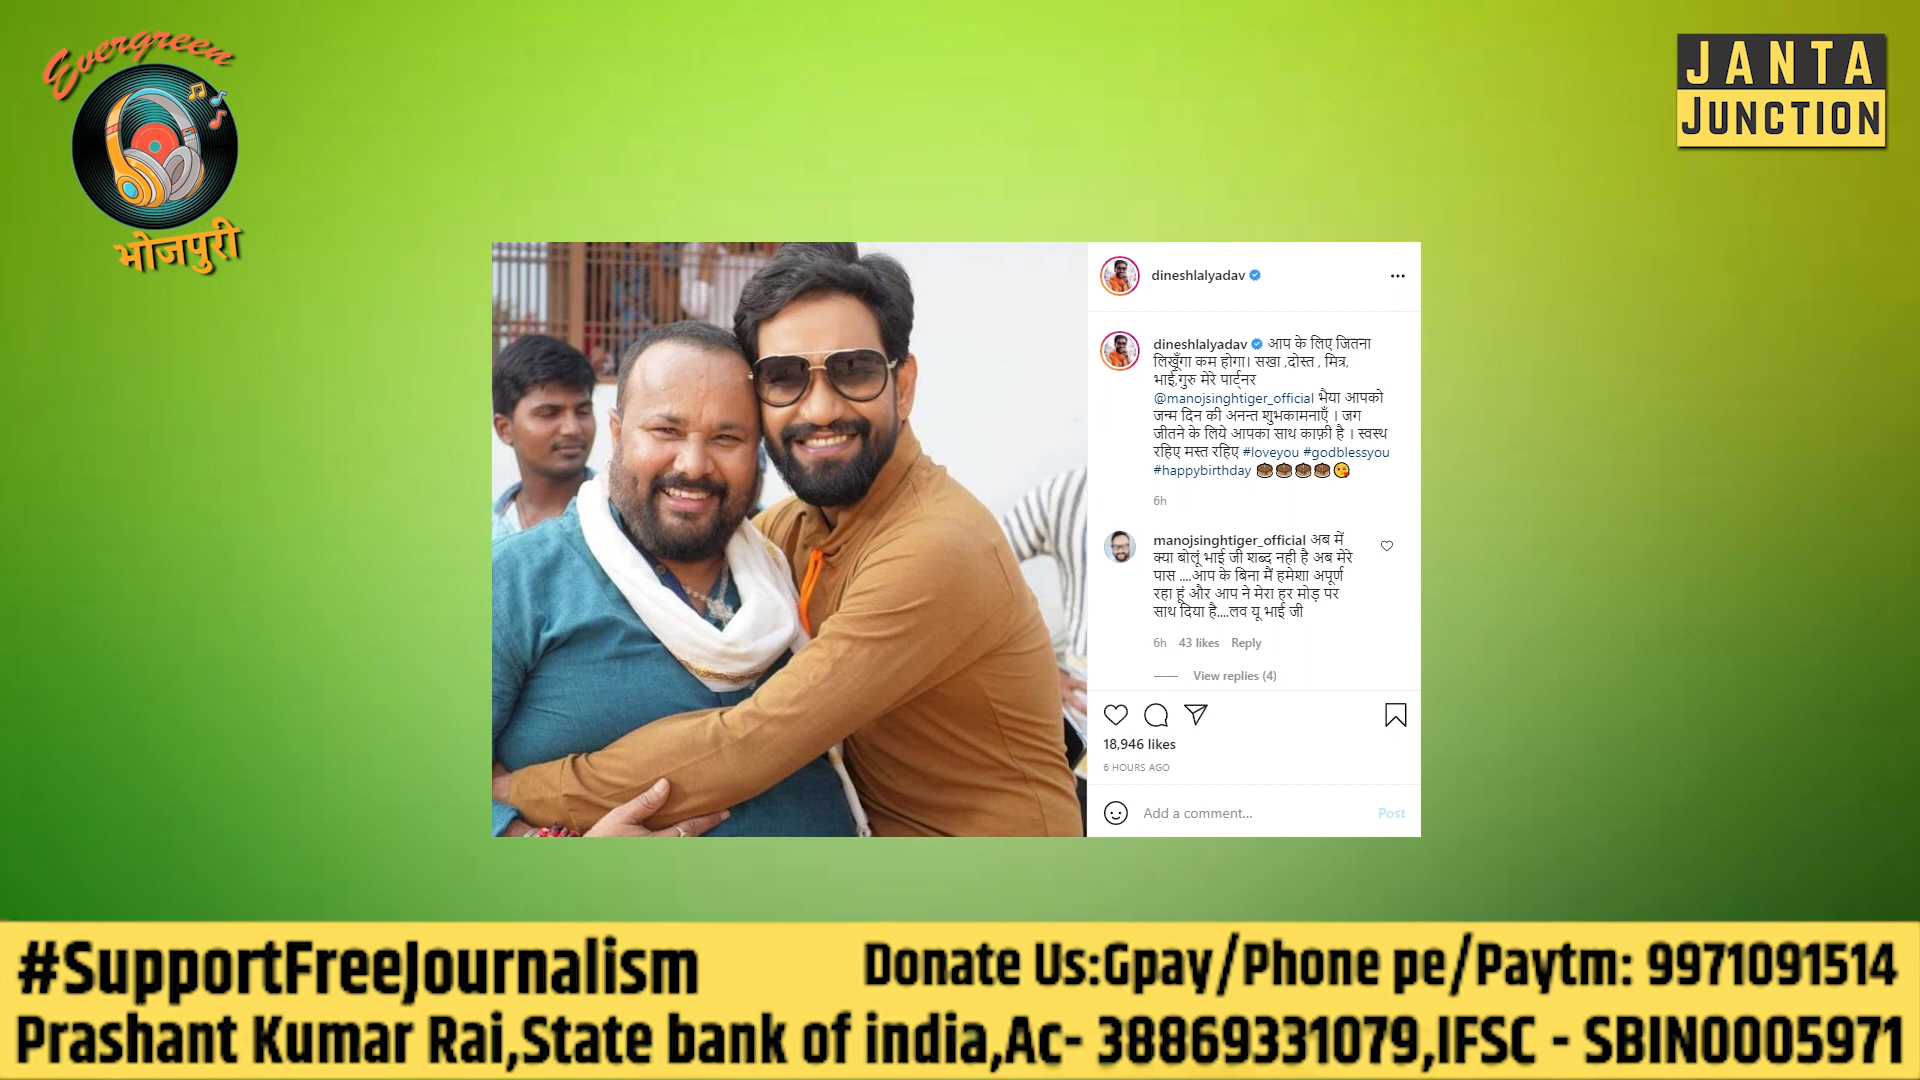 Evergreen
भोजपुरी
JANTA
JUNCTION
dineshlalyadav
dineshlalyadav आप के लिए जितना
लिखूँगा कम होगा। सखा ,दोस्त , मित्र,
भाई,गुरु मेरे पार्ट्नर
@manojsinghtiger_official भैया आपको
जन्म दिन की अनन्त शुभकामनाएँ । जग
जीतने के लिये आपका साथ काफ़ी है । स्वस्थ
रहिए मस्त रहिए #loveyou #godblessyou
#happybirthday 🎂🎂🎂🎂😘
6h
manojsinghtiger_official अब में
क्या बोलूं भाई जी शब्द नही है अब मेरे
पास ....आप के बिना मैं हमेशा अपूर्ण
रहा हूं और आप ने मेरा हर मोड़ पर
साथ दिया है....लव यू भाई जी
6h 43 likes Reply
View replies (4)
18,946 likes
6 HOURS AGO
Add a comment... Post
#SupportFreeJournalism Donate Us:Gpay/Phone pe/Paytm: 9971091514
Prashant Kumar Rai,State bank of india,Ac- 38869331079,IFSC - SBIN0005971